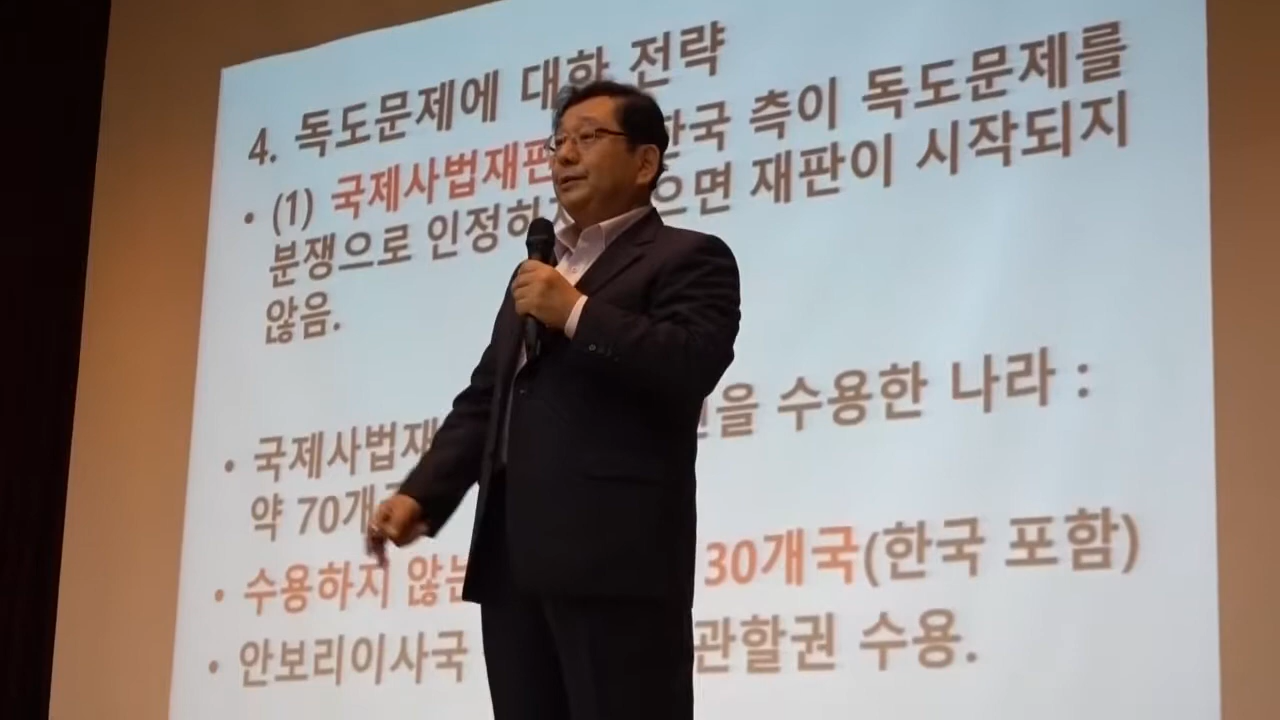 4. 독도문제에 대한 전략
• (1) 국제사법재판 한국 측이 독도문제를
분쟁으로 인정하지 으면 재판이 시작되지
않음.
• 국제사법재 을 수용한 나라 :
약 70개
• 수용하지 않는 30개국(한국 포함)
• 안보리이사국 관할권 수용.